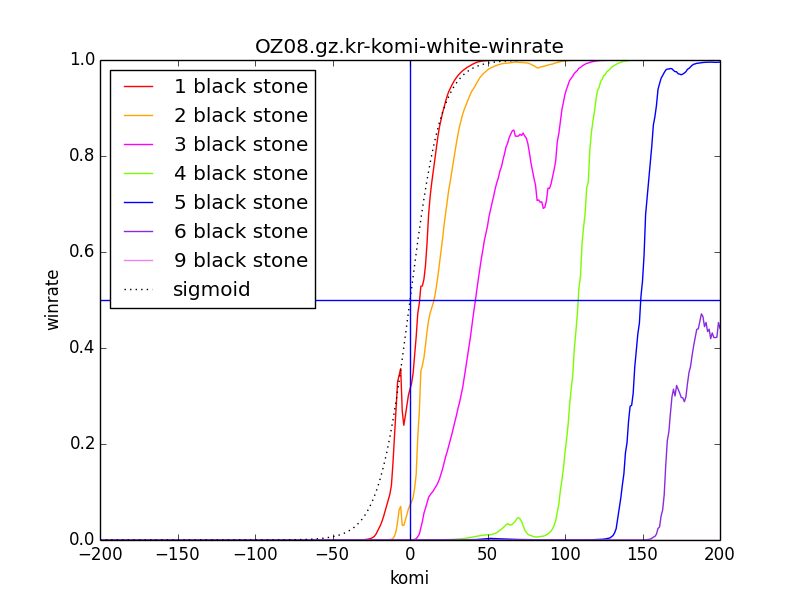 OZ08.gz.kr-komi-white-winrate
1.0
0.8
0.6
0.4
0.2
0.0
winrate
1 black stone
2 black stone
3 black stone
4 black stone
5 black stone
6 black stone
9 black stone
sigmoid
−200
−150
−100
−50
0
50
100
150
200
komi